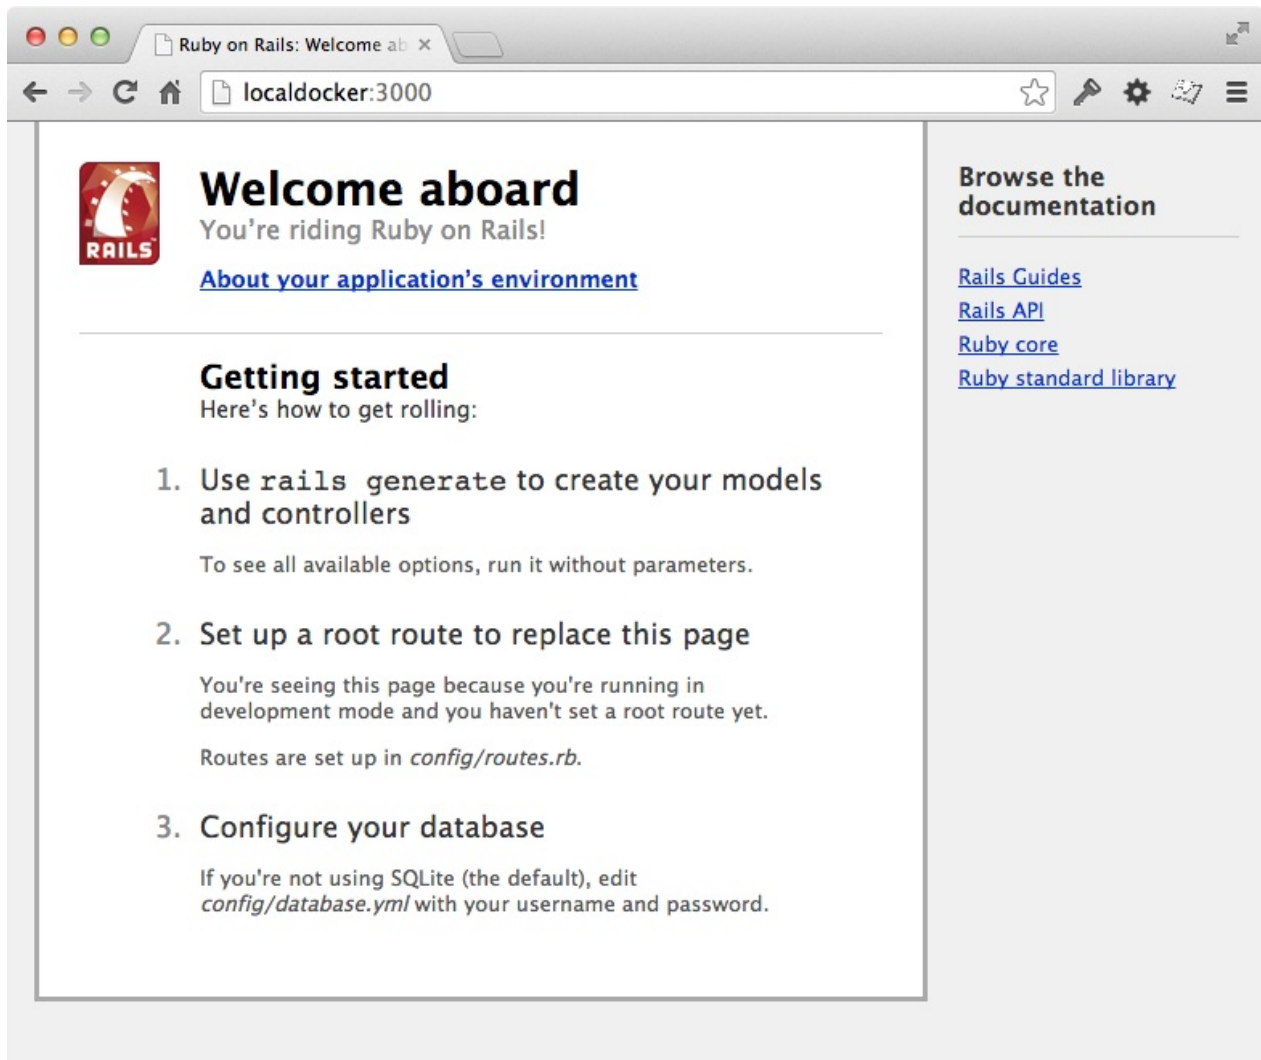 Ruby on Rails: Welcome ab
localdocker:3000
RAILS
Welcome aboard
You’re riding Ruby on Rails!
About your application’s environment
Getting started
Here’s how to get rolling:
1. Use rails generate to create your models
and controllers
To see all available options, run it without parameters.
2. Set up a root route to replace this page
You're seeing this page because you're running in
development mode and you haven't set a root route yet.
Routes are set up in config/routes.rb.
3. Configure your database
If you're not using SQLite (the default), edit
config/database.yml with your username and password.
Browse the
documentation
Rails Guides
Rails API
Ruby core
Ruby standard library